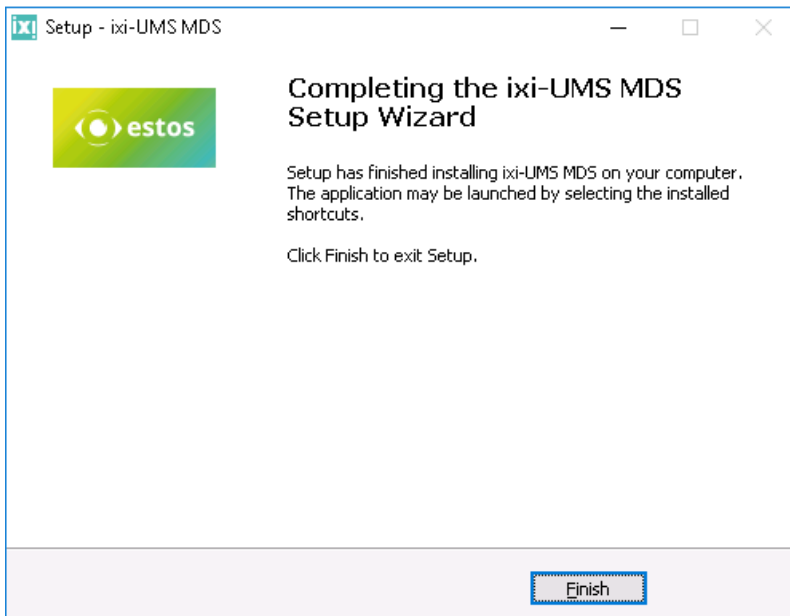 ixi Setup - ixi-UMS MDS
estos
Completing the ixi-UMS MDS
Setup Wizard
Setup has finished installing ixi-UMS MDS on your computer.
The application may be launched by selecting the installed
shortcuts.
Click Finish to exit Setup.
Finish